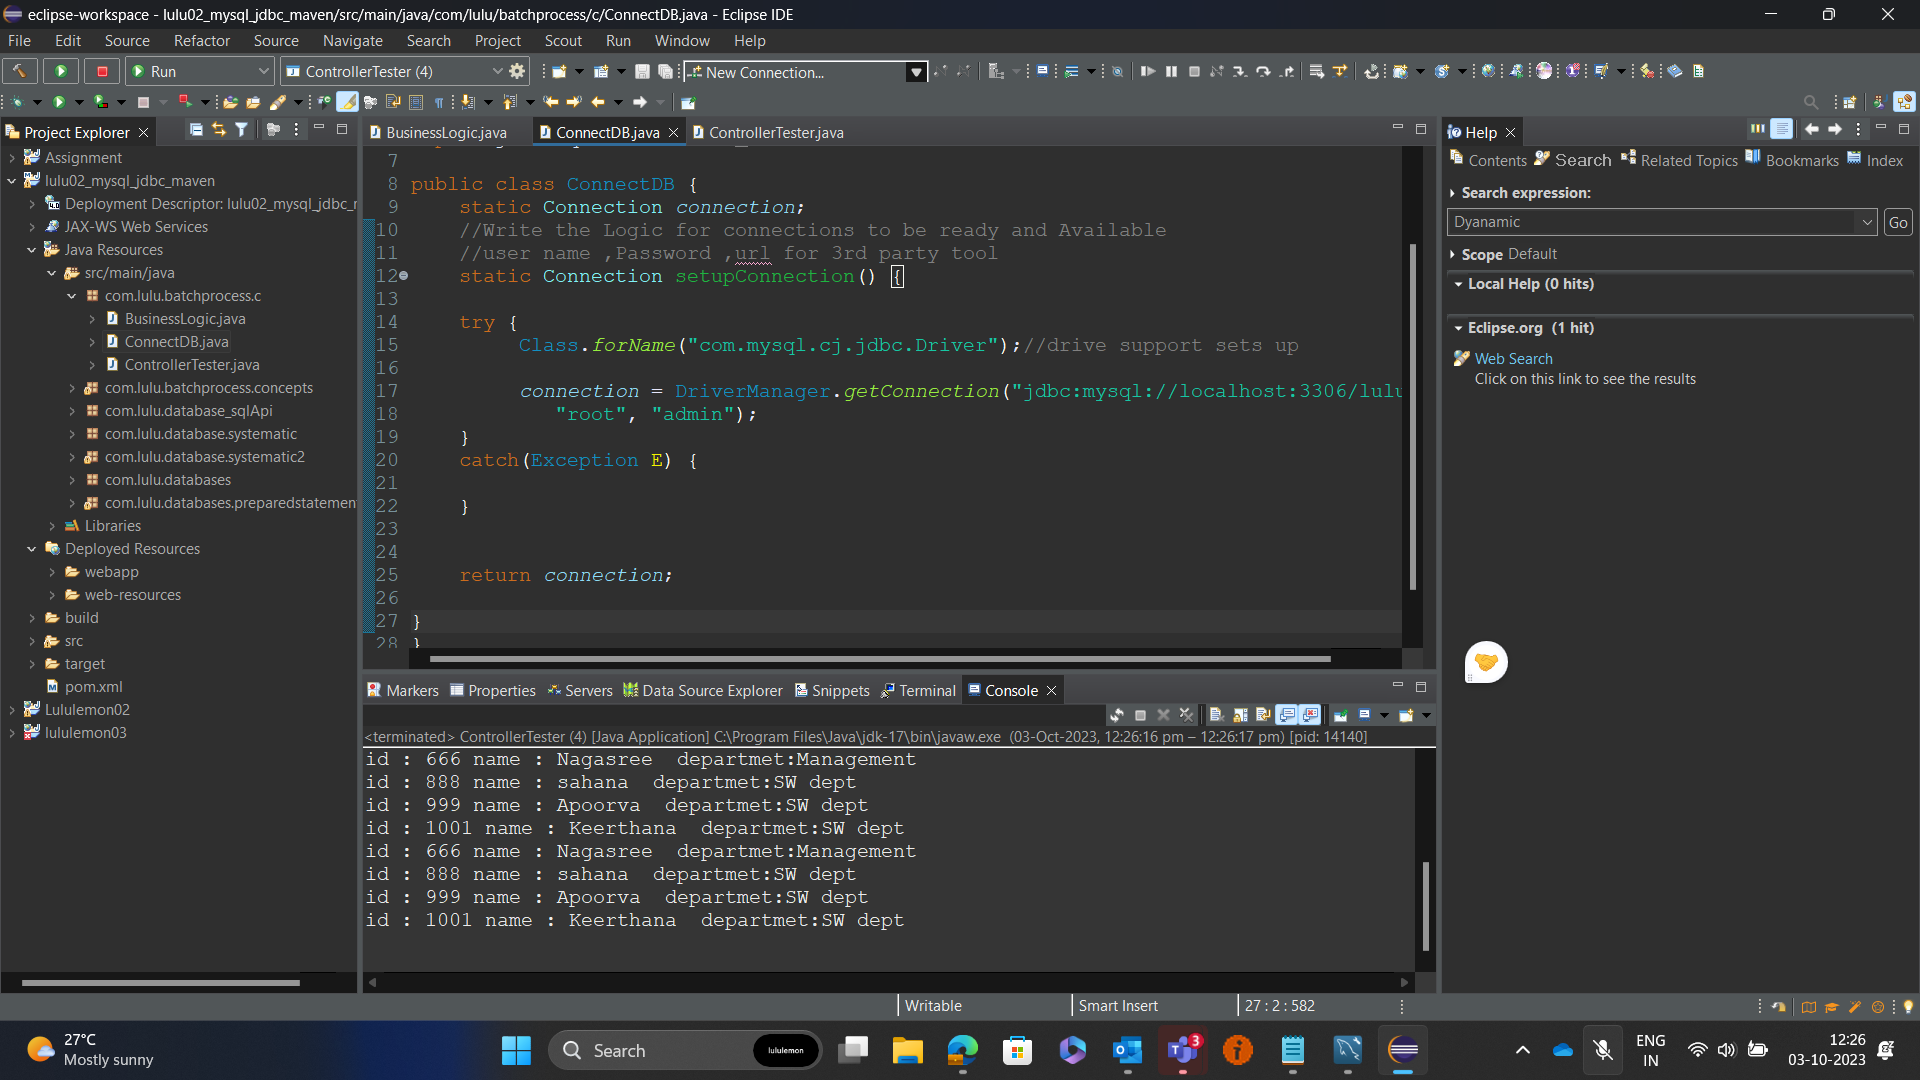 eclipse-workspace - lulu02_mysql_jdbc_maven/src/main/java/com/lulu/batchprocess/c/ConnectDB.java - Eclipse IDE
File Edit Source Refactor Source Navigate Search Project Scout Run Window Help
Run ControllerTester (4) New Connection...
Project Explorer
Assignment
lulu02_mysql_jdbc_maven
Deployment Descriptor: lulu02_mysql_jdbc_r
JAX-WS Web Services
Java Resources
src/main/java
com.lulu.batchprocess.c
BusinessLogic.java
ConnectDB.java
ControllerTester.java
com.lulu.batchprocess.concepts
com.lulu.database_sqlApi
com.lulu.database.systematic
com.lulu.database.systematic2
com.lulu.databases
com.lulu.databases.preparedstatemen
Libraries
Deployed Resources
webapp
web-resources
build
src
target
pom.xml
Lululemon02
lululemon03
BusinessLogic.java ConnectDB.java ControllerTester.java
7
8 public class ConnectDB {
9 static Connection connection;
10 //Write the Logic for connections to be ready and Available
11 //user name ,Password ,url for 3rd party tool
12 static Connection setupConnection() {
13
14 try {
15 Class.forName("com.mysql.cj.jdbc.Driver");//drive support sets up
16
17 connection = DriverManager.getConnection("jdbc:mysql://localhost:3306/lulu
18 "root", "admin");
19 }
20 catch(Exception E) {
21
22 }
23
24
25 return connection;
26
27 }
28 }
Markers Properties Servers Data Source Explorer Snippets Terminal Console
<terminated> ControllerTester (4) [Java Application] C:\Program Files\Java\jdk-17\bin\javaw.exe (03-Oct-2023, 12:26:16 pm – 12:26:17 pm) [pid: 14140]
id : 666 name : Nagasree departmet:Management
id : 888 name : sahana departmet:SW dept
id : 999 name : Apoorva departmet:SW dept
id : 1001 name : Keerthana departmet:SW dept
id : 666 name : Nagasree departmet:Management
id : 888 name : sahana departmet:SW dept
id : 999 name : Apoorva departmet:SW dept
id : 1001 name : Keerthana departmet:SW dept
Help
Contents Search Related Topics Bookmarks Index
Search expression:
Dyanamic Go
Scope Default
Local Help (0 hits)
Eclipse.org (1 hit)
Web Search
Click on this link to see the results
Writable Smart Insert 27 : 2 : 582
27°C
Mostly sunny
Search lululemon
3
ENG
IN
12:26
03-10-2023